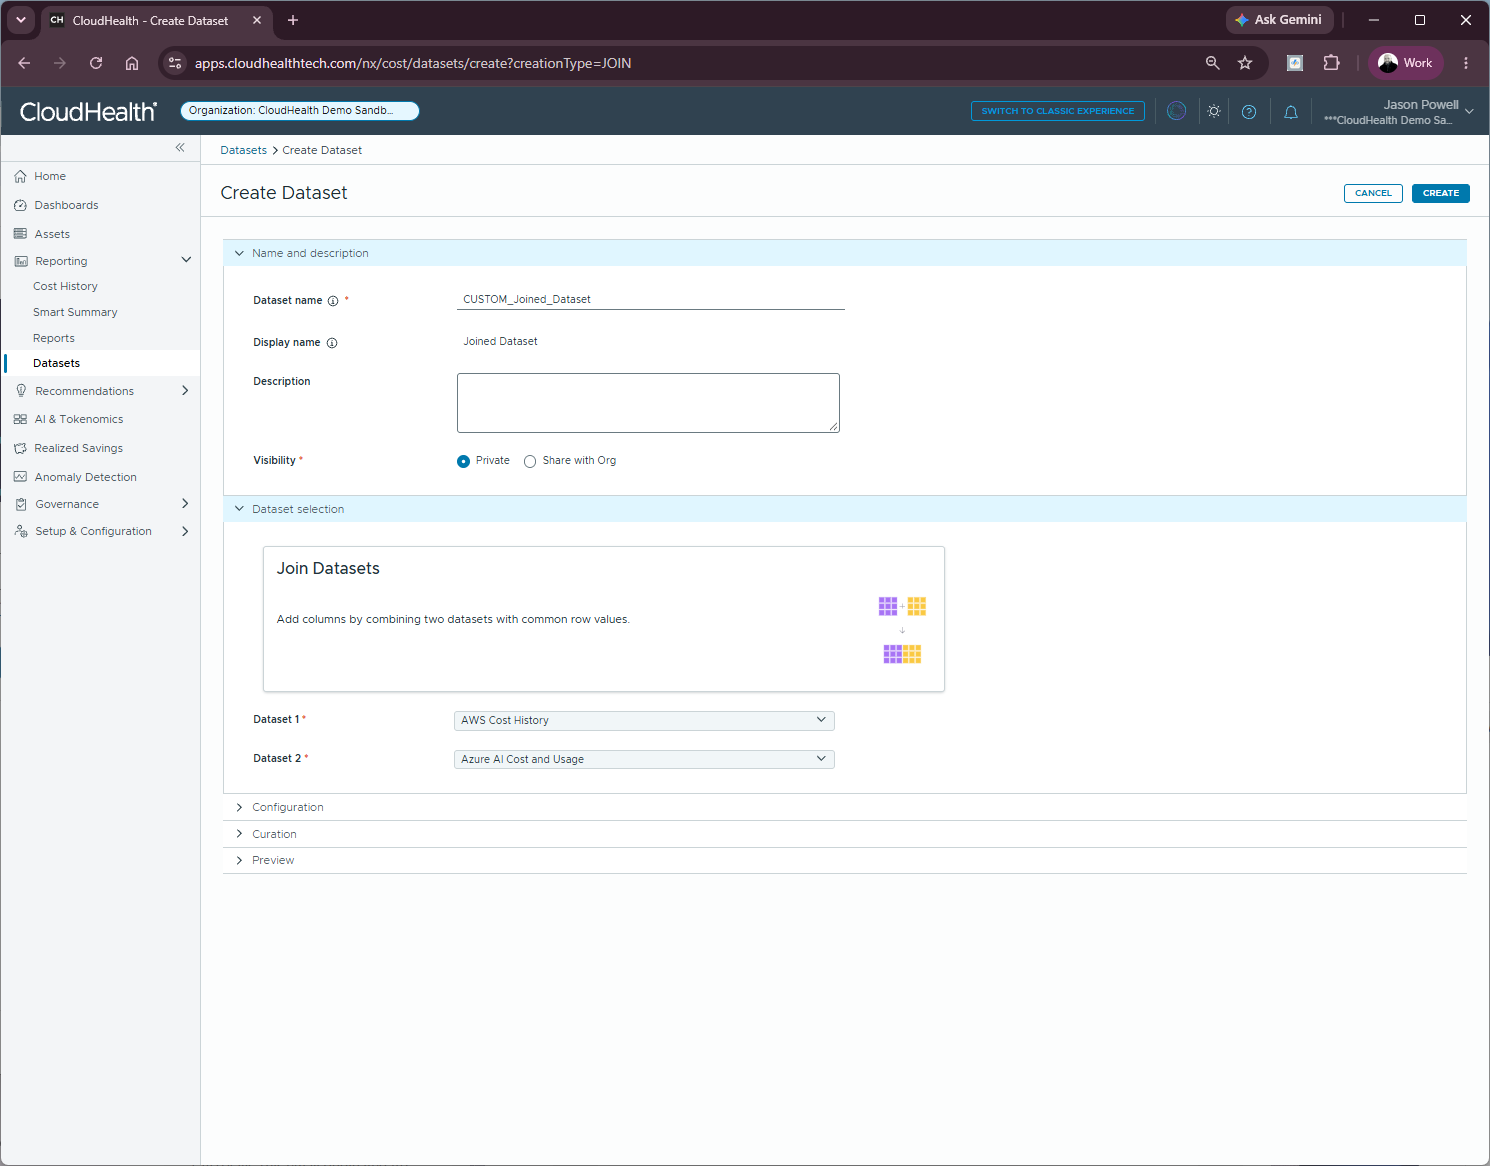 CH CloudHealth - Create Dataset
Ask Gemini
apps.cloudhealthtech.com/nx/cost/datasets/create?creationType=JOIN
Work
CloudHealth
Organization: CloudHealth Demo Sandb...
SWITCH TO CLASSIC EXPERIENCE
Jason Powell
***CloudHealth Demo Sa...
Home
Dashboards
Assets
Reporting
Cost History
Smart Summary
Reports
Datasets
Recommendations
AI & Tokenomics
Realized Savings
Anomaly Detection
Governance
Setup & Configuration
Datasets > Create Dataset
Create Dataset
CANCEL
CREATE
Name and description
Dataset name *
CUSTOM_Joined_Dataset
Display name
Joined Dataset
Description
Visibility *
Private
Share with Org
Dataset selection
Join Datasets
Add columns by combining two datasets with common row values.
Dataset 1 *
AWS Cost History
Dataset 2 *
Azure AI Cost and Usage
Configuration
Curation
Preview